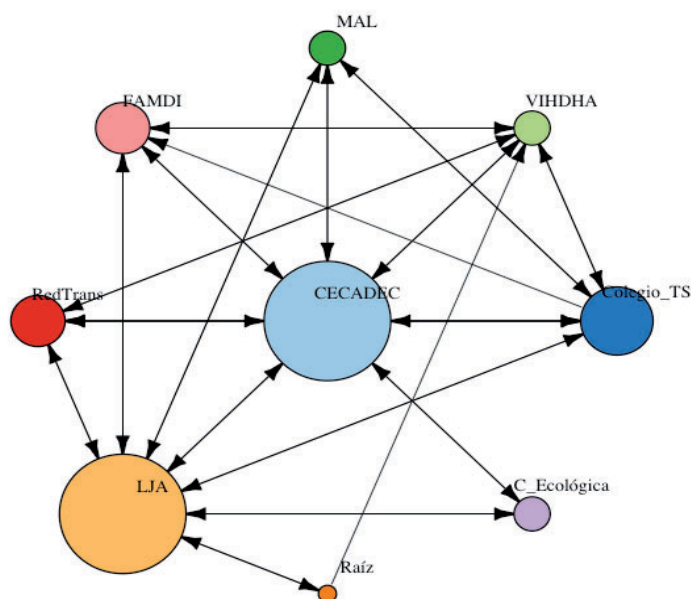 MAL
FAMDI
VIHDHA
RedTrans
CECADEC
Colegio_TS
LJA
C_Ecológica
Raíz